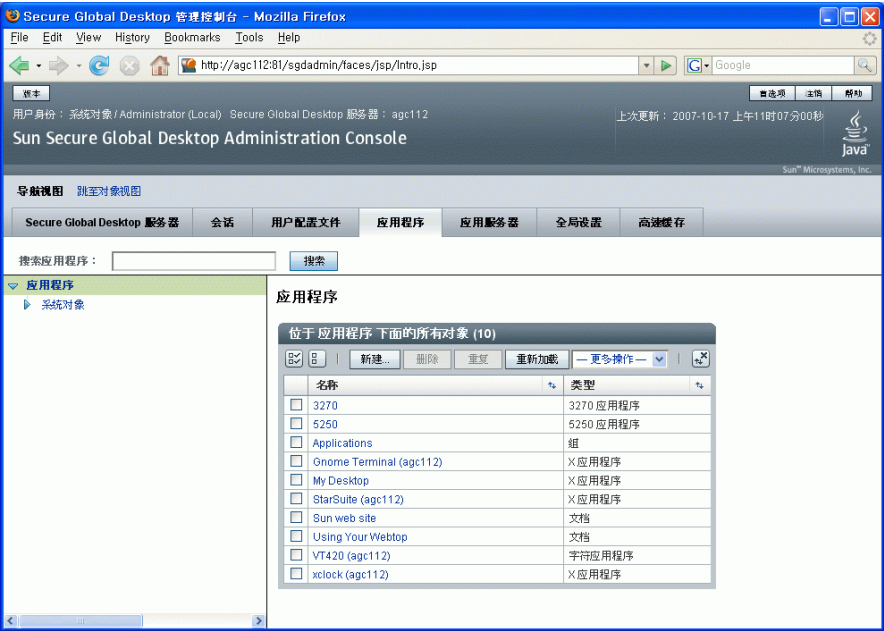 Secure Global Desktop 管理控制台 - Mozilla Firefox
File Edit View History Bookmarks Tools Help
http://agc112:81/sgdadmin/faces/jsp/Intro.jsp
Google
版本
首选项 注销 帮助
用户身份： 系统对象/Administrator (Local) Secure Global Desktop 服务器： agc112
上次更新： 2007-10-17 上午11时07分00秒
Sun Secure Global Desktop Administration Console
Java™
Sun™ Microsystems, Inc.
导航视图 跳至对象视图
Secure Global Desktop 服务器 会话 用户配置文件 应用程序 应用服务器 全局设置 高速缓存
搜索应用程序： 搜索
应用程序
系统对象
应用程序
位于 应用程序 下面的所有对象 (10)
新建... 删除 重复 重新加载 — 更多操作 —
名称 类型
3270 3270 应用程序
5250 5250 应用程序
Applications 组
Gnome Terminal (agc112) X 应用程序
My Desktop X 应用程序
StarSuite (agc112) X 应用程序
Sun web site 文档
Using Your Webtop 文档
VT420 (agc112) 字符应用程序
xclock (agc112) X 应用程序